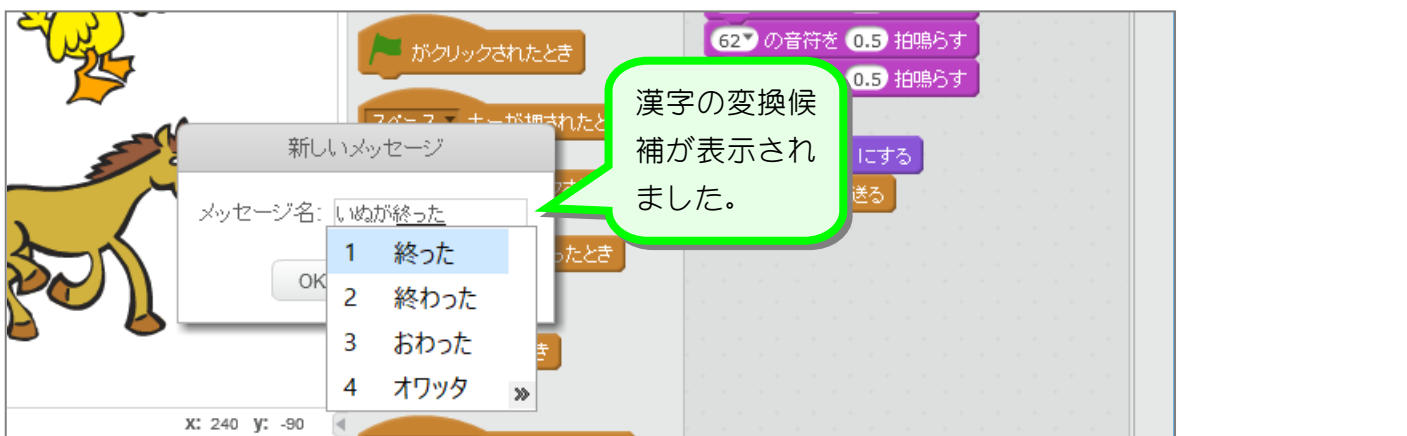 がクリックされたとき
62 の音符を 0.5 拍鳴らす
0.5 拍鳴らす
漢字の変換候
補が表示され
ました。
スペース キーが押された
新しいメッセージ
にする
送る
メッセージ名: いぬが終った
1 終った
ったとき
OK
2 終わった
3 おわった
き
4 オワッタ
»
x: 240 y: -90